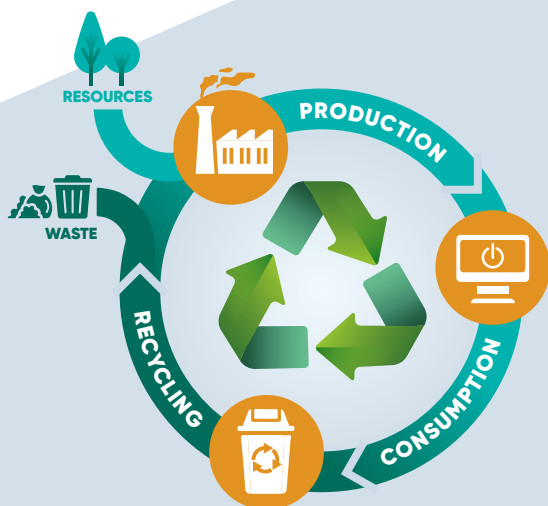 RESOURCES
PRODUCTION
WASTE
RECYCLING
CONSUMPTION